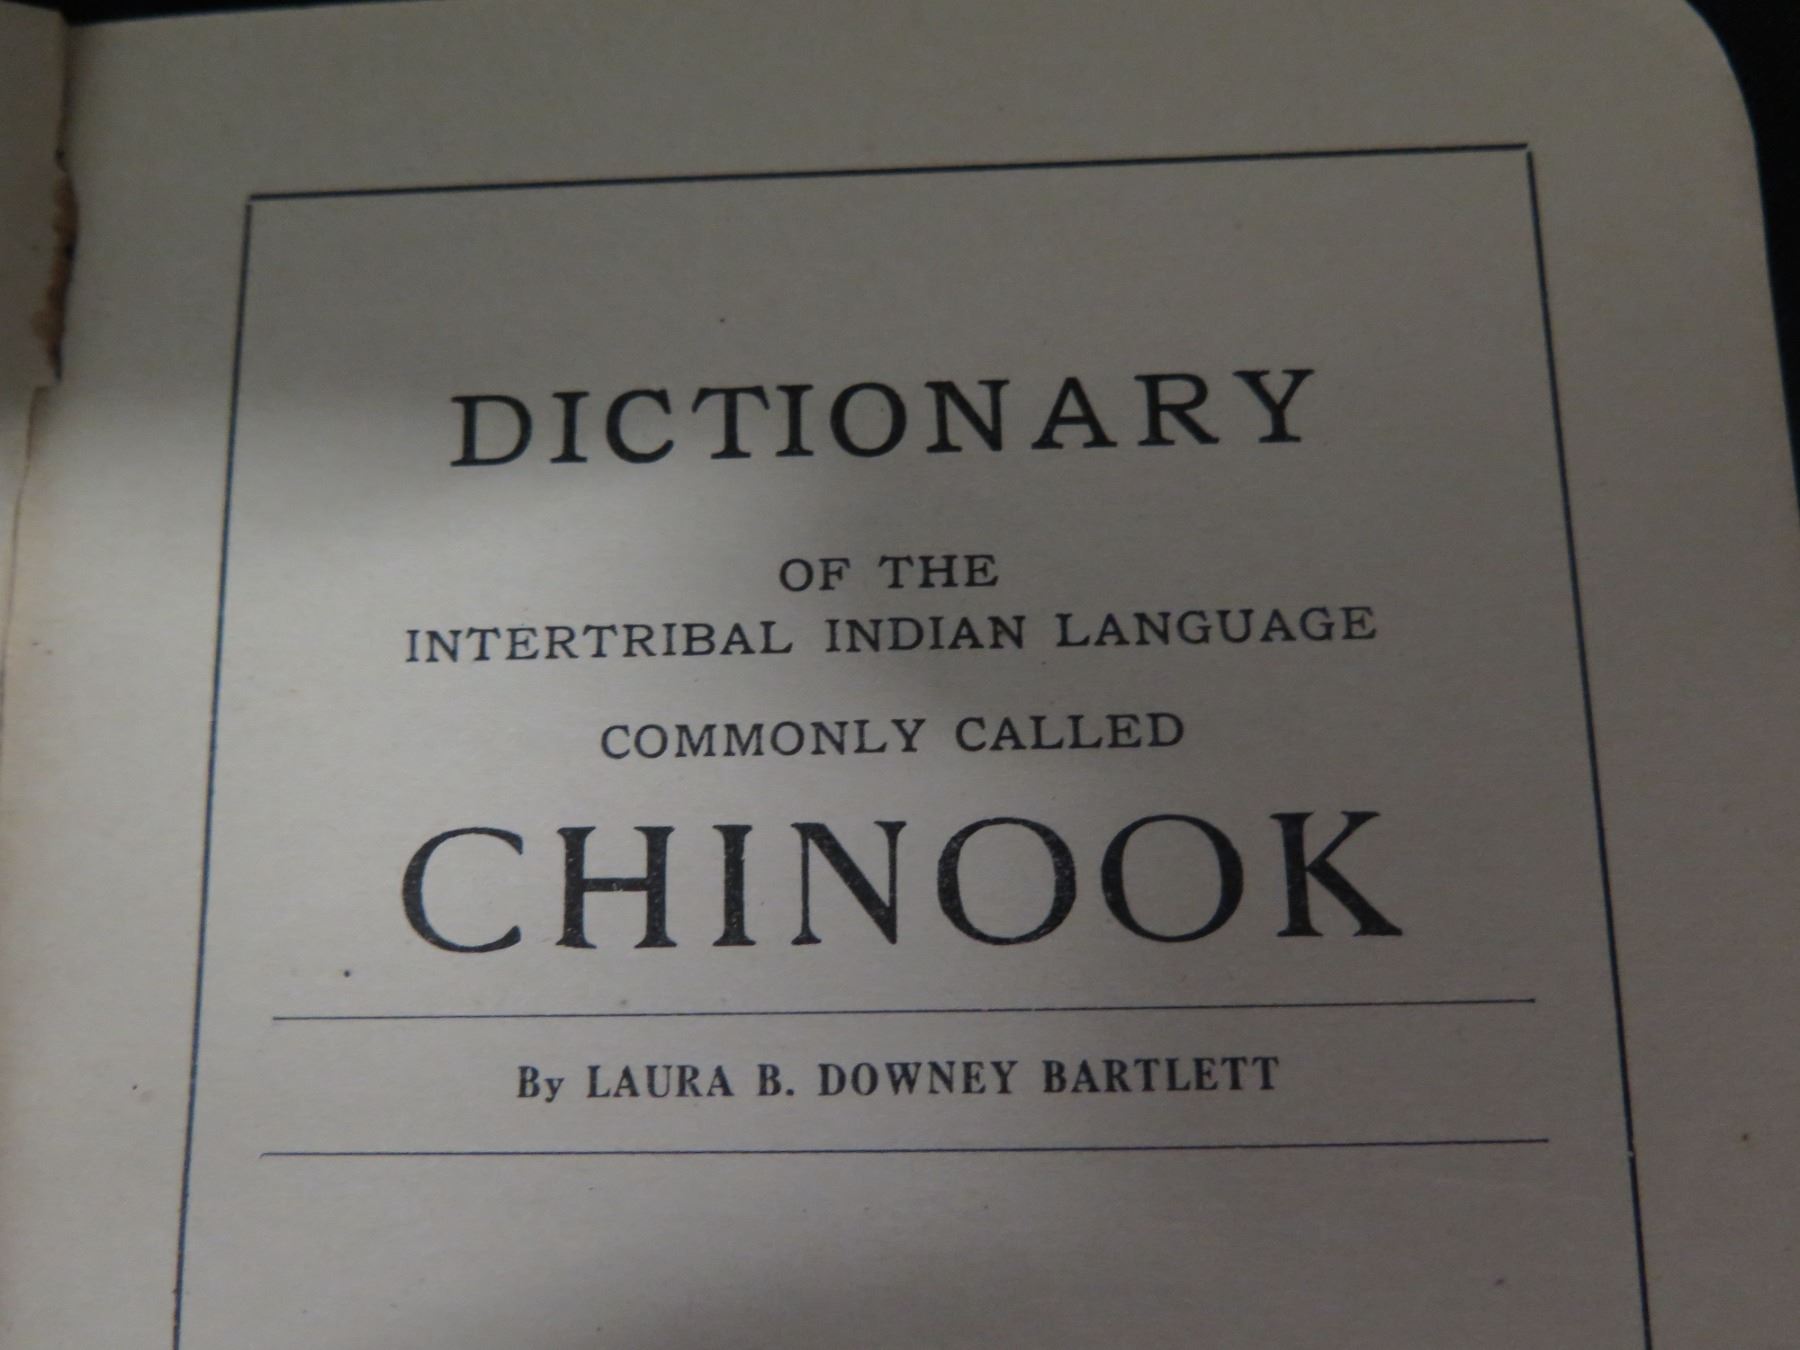 DICTIONARY
OF THE
INTERTRIBAL INDIAN LANGUAGE
COMMONLY CALLED
CHINOOK
By LAURA B. DOWNEY BARTLETT